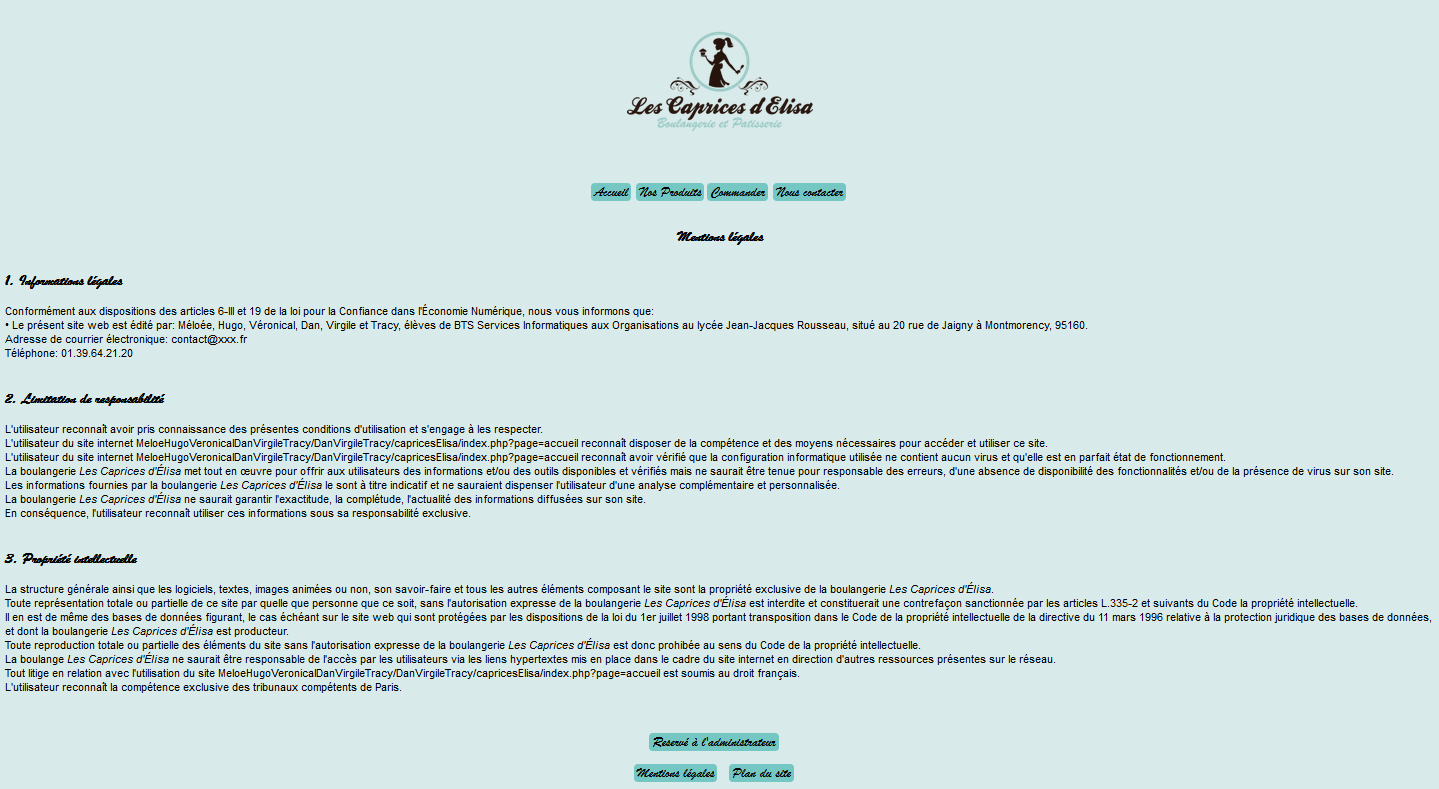 Les Caprices d'Elisa
Boulangerie et Patisserie
Accueil Nos Produits Commander Nous contacter
Mentions légales
1. Informations légales
Conformément aux dispositions des articles 6-III et 19 de la loi pour la Confiance dans l'Économie Numérique, nous vous informons que:
• Le présent site web est édité par: Méloée, Hugo, Véronical, Dan, Virgile et Tracy, élèves de BTS Services Informatiques aux Organisations au lycée Jean-Jacques Rousseau, situé au 20 rue de Jaigny à Montmorency, 95160.
Adresse de courrier électronique: contact@xxx.fr
Téléphone: 01.39.64.21.20
2. Limitation de responsabilité
L'utilisateur reconnaît avoir pris connaissance des présentes conditions d'utilisation et s'engage à les respecter.
L'utilisateur du site internet MeloeHugoVeronicalDanVirgileTracy/DanVirgileTracy/capricesElisa/index.php?page=accueil reconnaît disposer de la compétence et des moyens nécessaires pour accéder et utiliser ce site.
L'utilisateur du site internet MeloeHugoVeronicalDanVirgileTracy/DanVirgileTracy/capricesElisa/index.php?page=accueil reconnaît avoir vérifié que la configuration informatique utilisée ne contient aucun virus et qu'elle est en parfait état de fonctionnement.
La boulangerie Les Caprices d'Élisa met tout en œuvre pour offrir aux utilisateurs des informations et/ou des outils disponibles et vérifiés mais ne saurait être tenue pour responsable des erreurs, d'une absence de disponibilité des fonctionnalités et/ou de la présence de virus sur son site.
Les informations fournies par la boulangerie Les Caprices d'Élisa le sont à titre indicatif et ne sauraient dispenser l'utilisateur d'une analyse complémentaire et personnalisée.
La boulangerie Les Caprices d'Élisa ne saurait garantir l'exactitude, la complétude, l'actualité des informations diffusées sur son site.
En conséquence, l'utilisateur reconnaît utiliser ces informations sous sa responsabilité exclusive.
3. Propriété intellectuelle
La structure générale ainsi que les logiciels, textes, images animées ou non, son savoir-faire et tous les autres éléments composant le site sont la propriété exclusive de la boulangerie Les Caprices d'Élisa.
Toute représentation totale ou partielle de ce site par quelle que personne que ce soit, sans l'autorisation expresse de la boulangerie Les Caprices d'Élisa est interdite et constituerait une contrefaçon sanctionnée par les articles L.335-2 et suivants du Code la propriété intellectuelle.
Il en est de même des bases de données figurant, le cas échéant sur le site web qui sont protégées par les dispositions de la loi du 1er juillet 1998 portant transposition dans le Code de la propriété intellectuelle de la directive du 11 mars 1996 relative à la protection juridique des bases de données,
et dont la boulangerie Les Caprices d'Élisa est producteur.
Toute reproduction totale ou partielle des éléments du site sans l'autorisation expresse de la boulangerie Les Caprices d'Élisa est donc prohibée au sens du Code de la propriété intellectuelle.
La boulange Les Caprices d'Élisa ne saurait être responsable de l'accès par les utilisateurs via les liens hypertextes mis en place dans le cadre du site internet en direction d'autres ressources présentes sur le réseau.
Tout litige en relation avec l'utilisation du site MeloeHugoVeronicalDanVirgileTracy/DanVirgileTracy/capricesElisa/index.php?page=accueil est soumis au droit français.
L'utilisateur reconnaît la compétence exclusive des tribunaux compétents de Paris.
Reservé à l'administrateur
Mentions légales Plan du site